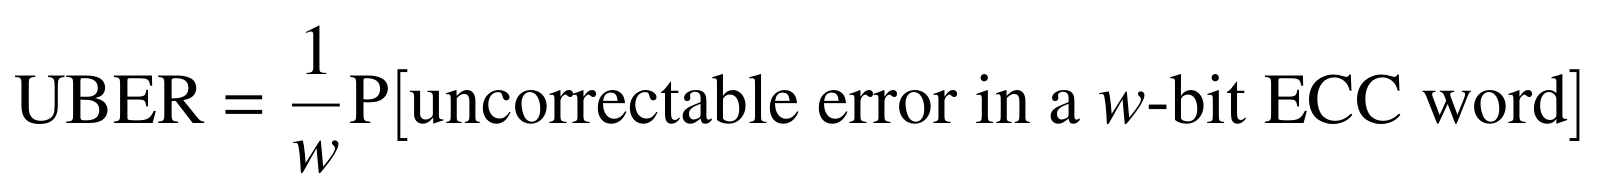 UBER = 1/w P[uncorrectable error in a w-bit ECC word]